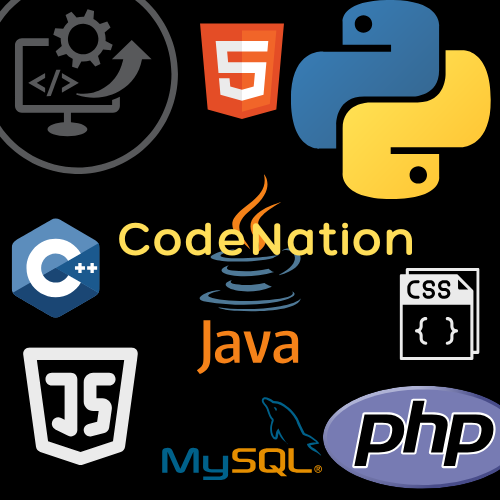 </>
5
CodeNation
C++
CSS
{ }
Java
JS
MySQL®
php